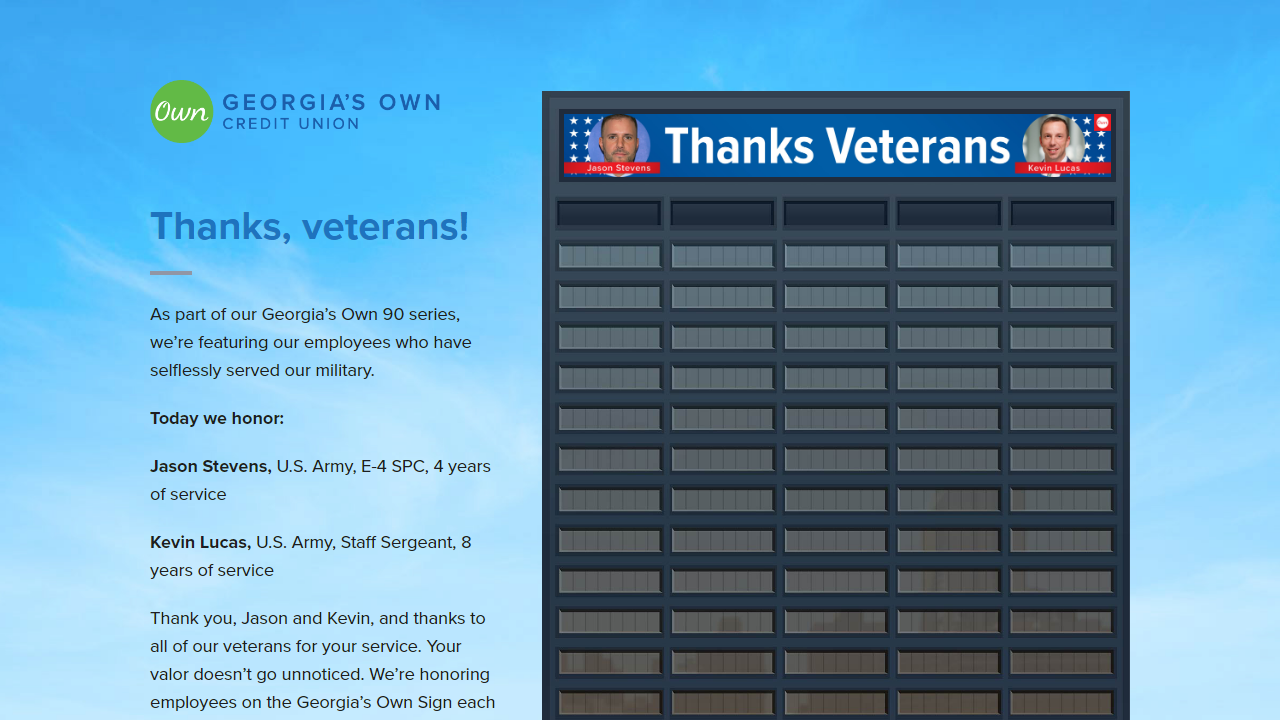 Own
GEORGIA'S OWN
CREDIT UNION
Thanks, veterans!
As part of our Georgia’s Own 90 series,
we’re featuring our employees who have
selflessly served our military.
Today we honor:
Jason Stevens, U.S. Army, E-4 SPC, 4 years
of service
Kevin Lucas, U.S. Army, Staff Sergeant, 8
years of service
Thank you, Jason and Kevin, and thanks to
all of our veterans for your service. Your
valor doesn’t go unnoticed. We’re honoring
employees on the Georgia’s Own Sign each
Thanks Veterans
Jason Stevens
Kevin Lucas